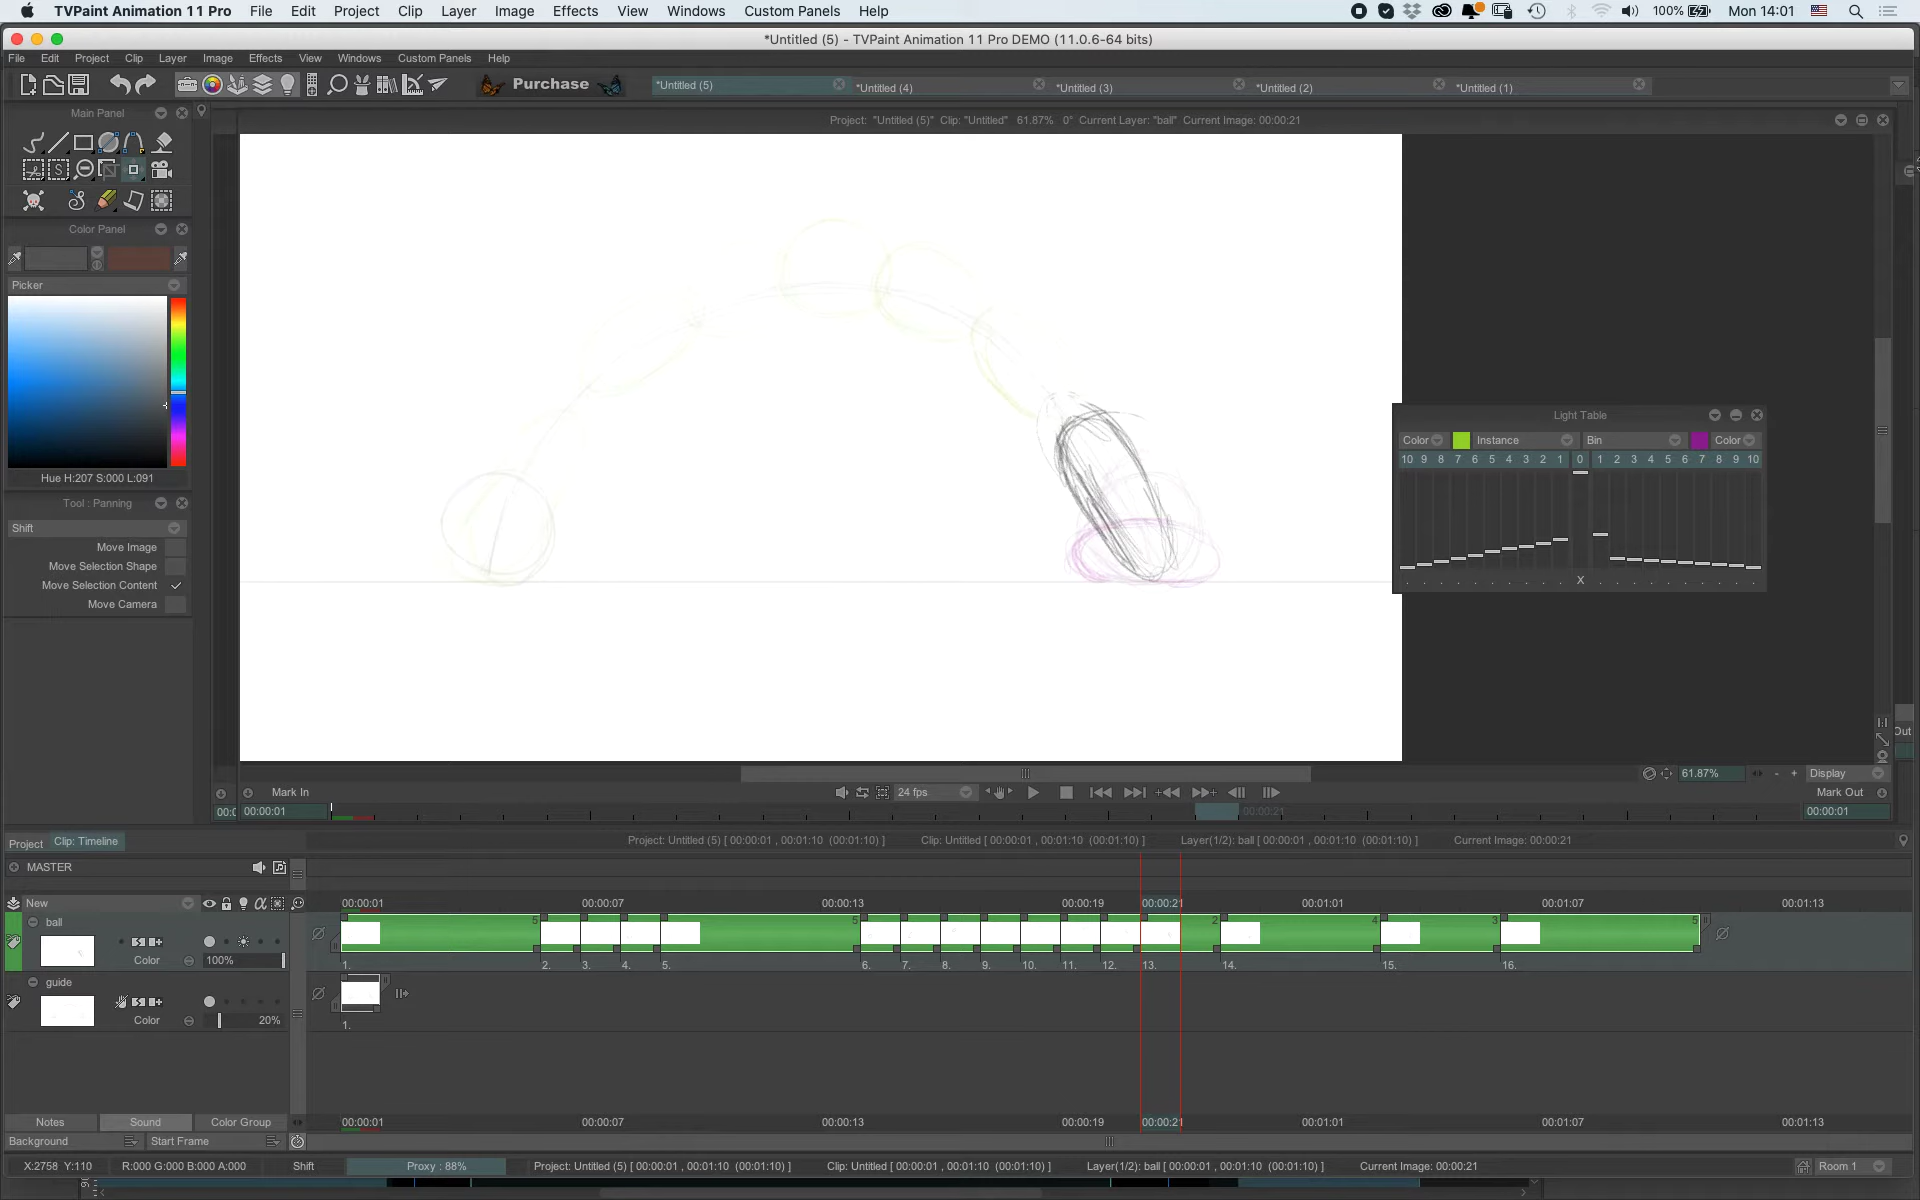 TVPaint Animation 11 Pro File Edit Project Clip Layer Image Effects View Windows Custom Panels Help 100% Mon 14:01
*Untitled (5) - TVPaint Animation 11 Pro DEMO (11.0.6-64 bits)
File Edit Project Clip Layer Image Effects View Windows Custom Panels Help
Purchase *Untitled (5) *Untitled (4) *Untitled (3) *Untitled (2) *Untitled (1)
Main Panel
Project: "Untitled (5)" Clip: "Untitled" 61.87% 0° Current Layer: "ball" Current Image: 00:00:21
Color Panel
Picker
Hue H:207 S:000 L:091
Tool : Panning
Shift
Move Image
Move Selection Shape
Move Selection Content
Move Camera
Light Table
Color Instance Bin Color
10 9 8 7 6 5 4 3 2 1 0 1 2 3 4 5 6 7 8 9 10
X
Out
61.87% - + Display
Mark In 24 fps Mark Out
00:0 00:00:01 00:00:21 00:00:01
Project Clip: Timeline Project: Untitled (5) [ 00:00:01 , 00:01:10 (00:01:10) ] Clip: Untitled [ 00:00:01 , 00:01:10 (00:01:10) ] Layer(1/2): ball [ 00:00:01 , 00:01:10 (00:01:10) ] Current Image: 00:00:21
MASTER
New 00:00:01 00:00:07 00:00:13 00:00:19 00:00:21 00:01:01 00:01:07 00:01:13
ball 5 5 2 4 3 5
Color 100% 1. 2. 3. 4. 5. 6. 7. 8. 9. 10. 11. 12. 13. 14. 15. 16.
guide
Color 20% 1.
Notes Sound Color Group 00:00:01 00:00:07 00:00:13 00:00:19 00:00:21 00:01:01 00:01:07 00:01:13
Background Start Frame
X:2758 Y:110 R:000 G:000 B:000 A:000 Shift Proxy : 88% Project: Untitled (5) [ 00:00:01 , 00:01:10 (00:01:10) ] Clip: Untitled [ 00:00:01 , 00:01:10 (00:01:10) ] Layer(1/2): ball [ 00:00:01 , 00:01:10 (00:01:10) ] Current Image: 00:00:21 Room 1